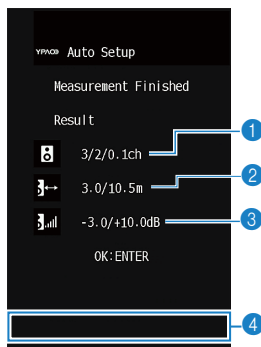 YPAO Auto Setup
Measurement Finished
Result
3/2/0.1ch
1
3.0/10.5m
2
-3.0/+10.0dB
3
OK:ENTER
4